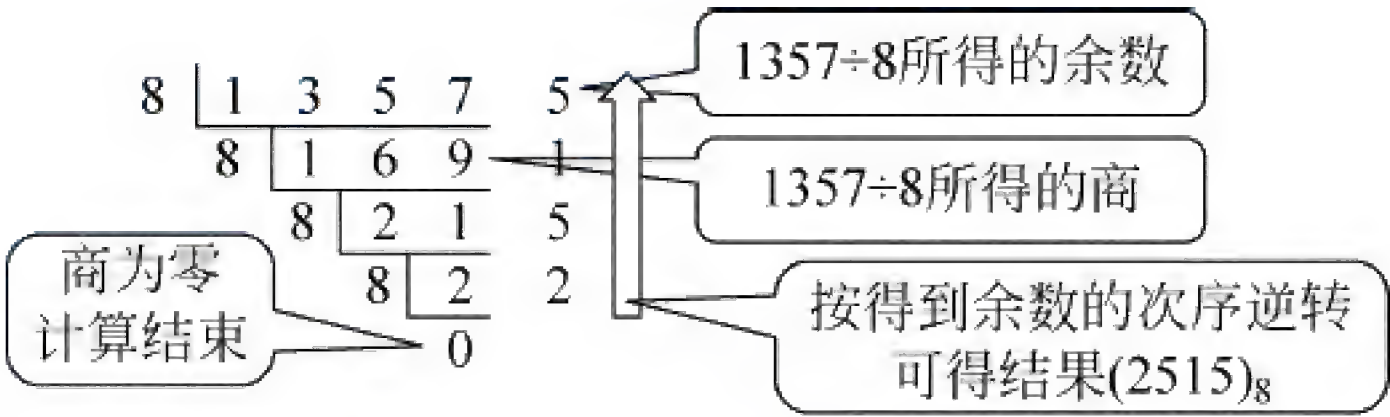 1357÷8所得的余数
8 1 3 5 7 5
8 1 6 9 1
1357÷8所得的商
8 2 1 5
商为零
计算结束
8 2 2
0
按得到余数的次序逆转
可得结果(2515)₈